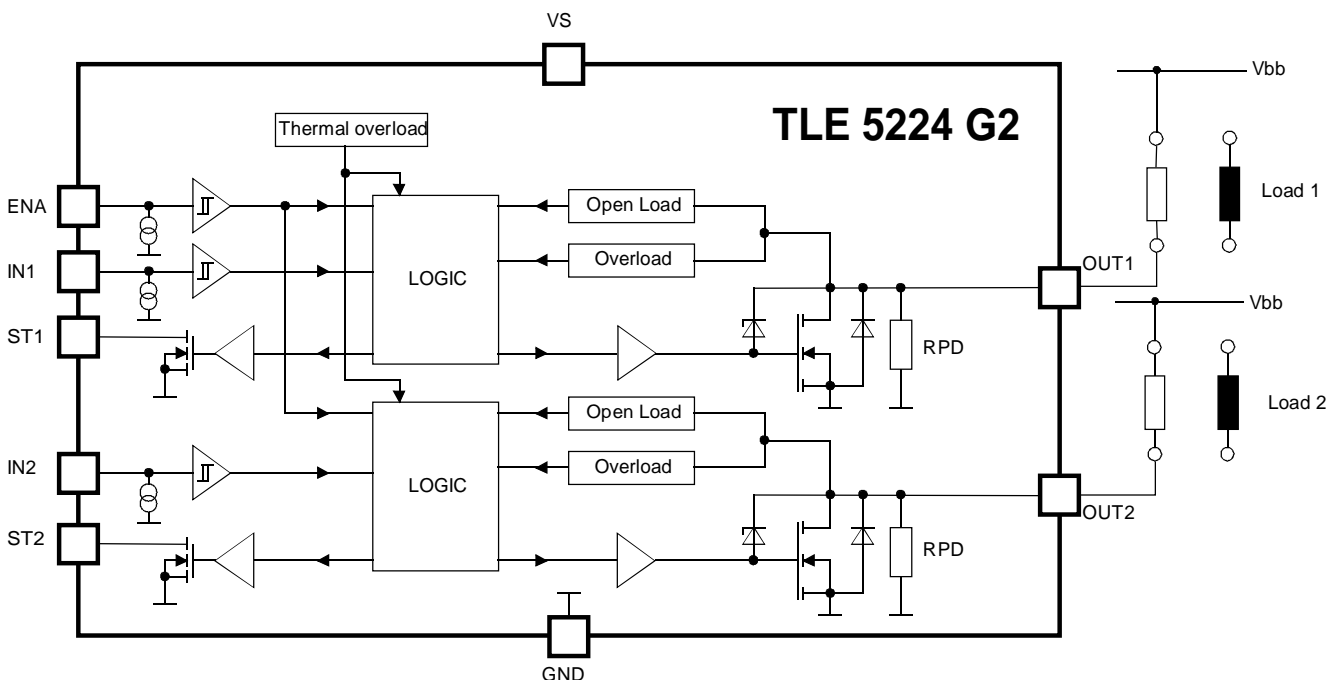 VS
Vbb
TLE 5224 G2
Thermal overload
ENA
Open Load
Load 1
IN1
LOGIC
Overload
OUT1
Vbb
ST1
RPD
Open Load
Load 2
IN2
LOGIC
Overload
OUT2
ST2
RPD
GND